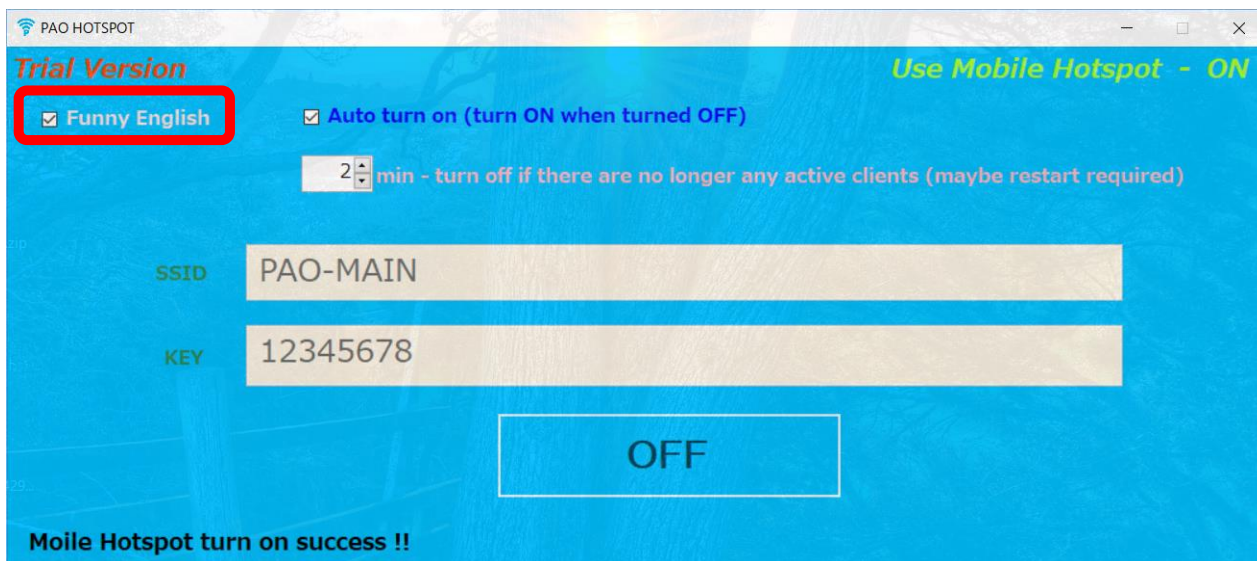 PAO HOTSPOT
Trial Version
Use Mobile Hotspot - ON
Funny English
Auto turn on (turn ON when turned OFF)
2 min - turn off if there are no longer any active clients (maybe restart required)
zip
SSID PAO-MAIN
KEY 12345678
OFF
Moile Hotspot turn on success !!